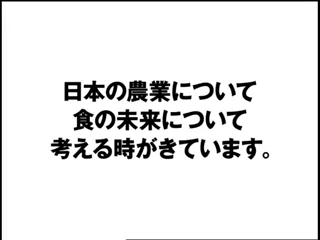 日本の農業について
食の未来について
考える時がきています。